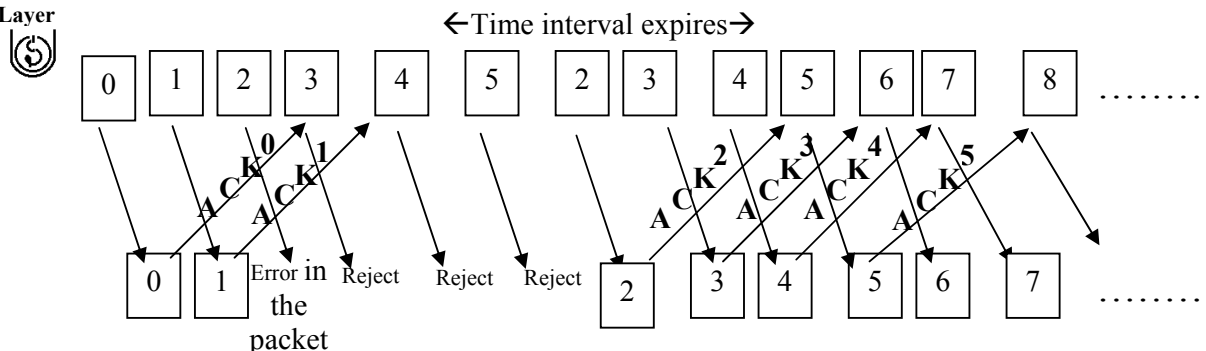 Layer
←Time interval expires→
0 1 2 3 4 5 2 3 4 5 6 7 8 ........
ACK0 ACK1 ACK2 ACK3 ACK4 ACK5
0 1 Error in the packet Reject Reject Reject 2 3 4 5 6 7 ........